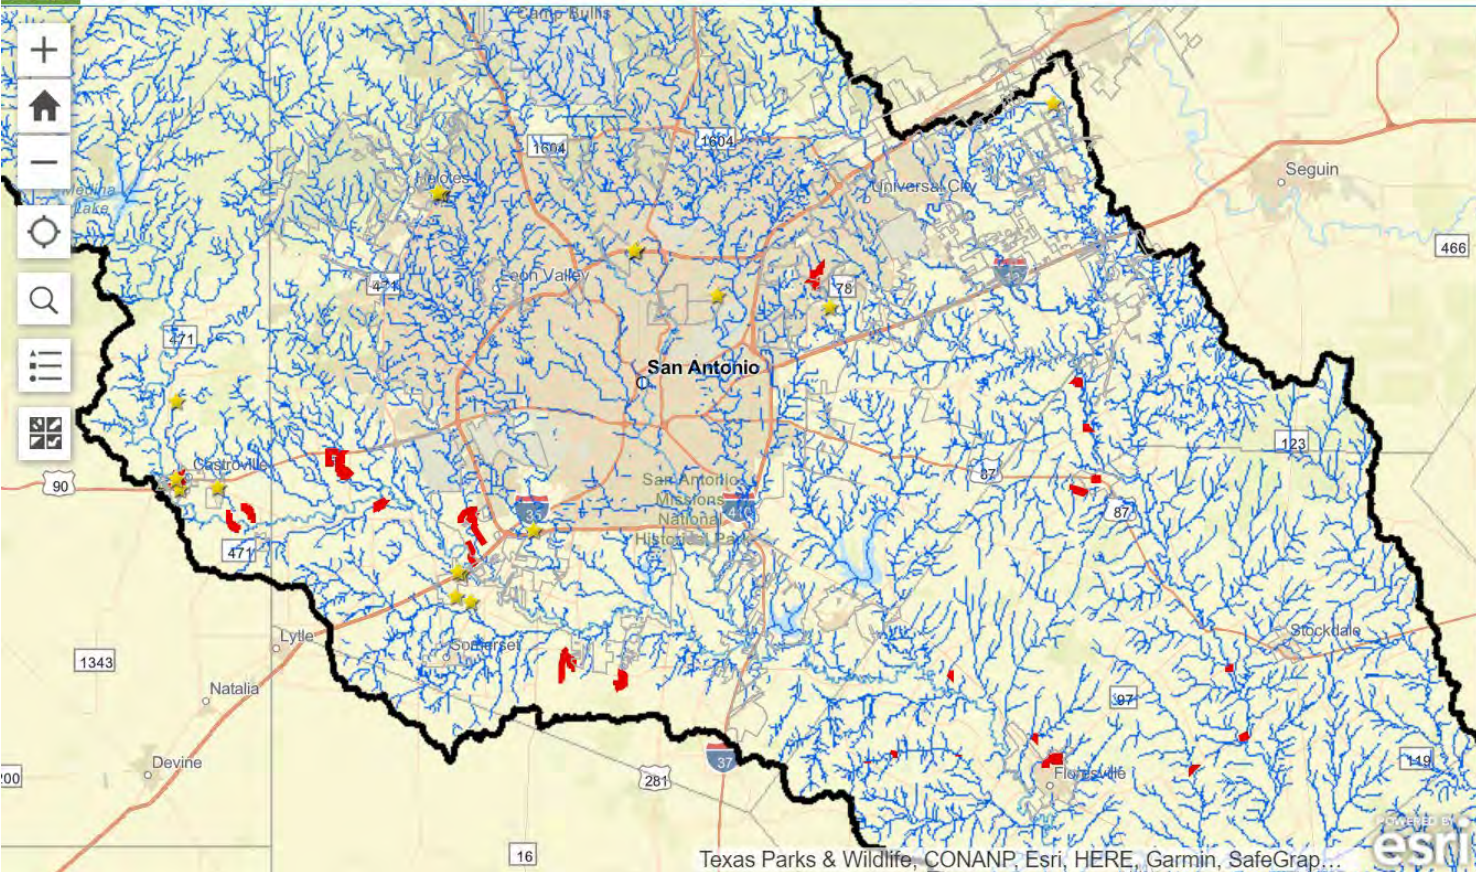 Camp Bullis
1604
1604
Medina
Lake
Helotes
Universal City
Seguin
466
Leon Valley
471
78
471
San Antonio
123
Castroville
87
90
San Antonio
Missions
National
Historical Park
35
410
87
471
Lytle
Somerset
Stockdale
1343
Natalia
97
Devine
37
281
119
Floresville
16
POWERED BY
esri
Texas Parks & Wildlife, CONANP, Esri, HERE, Garmin, SafeGrap...